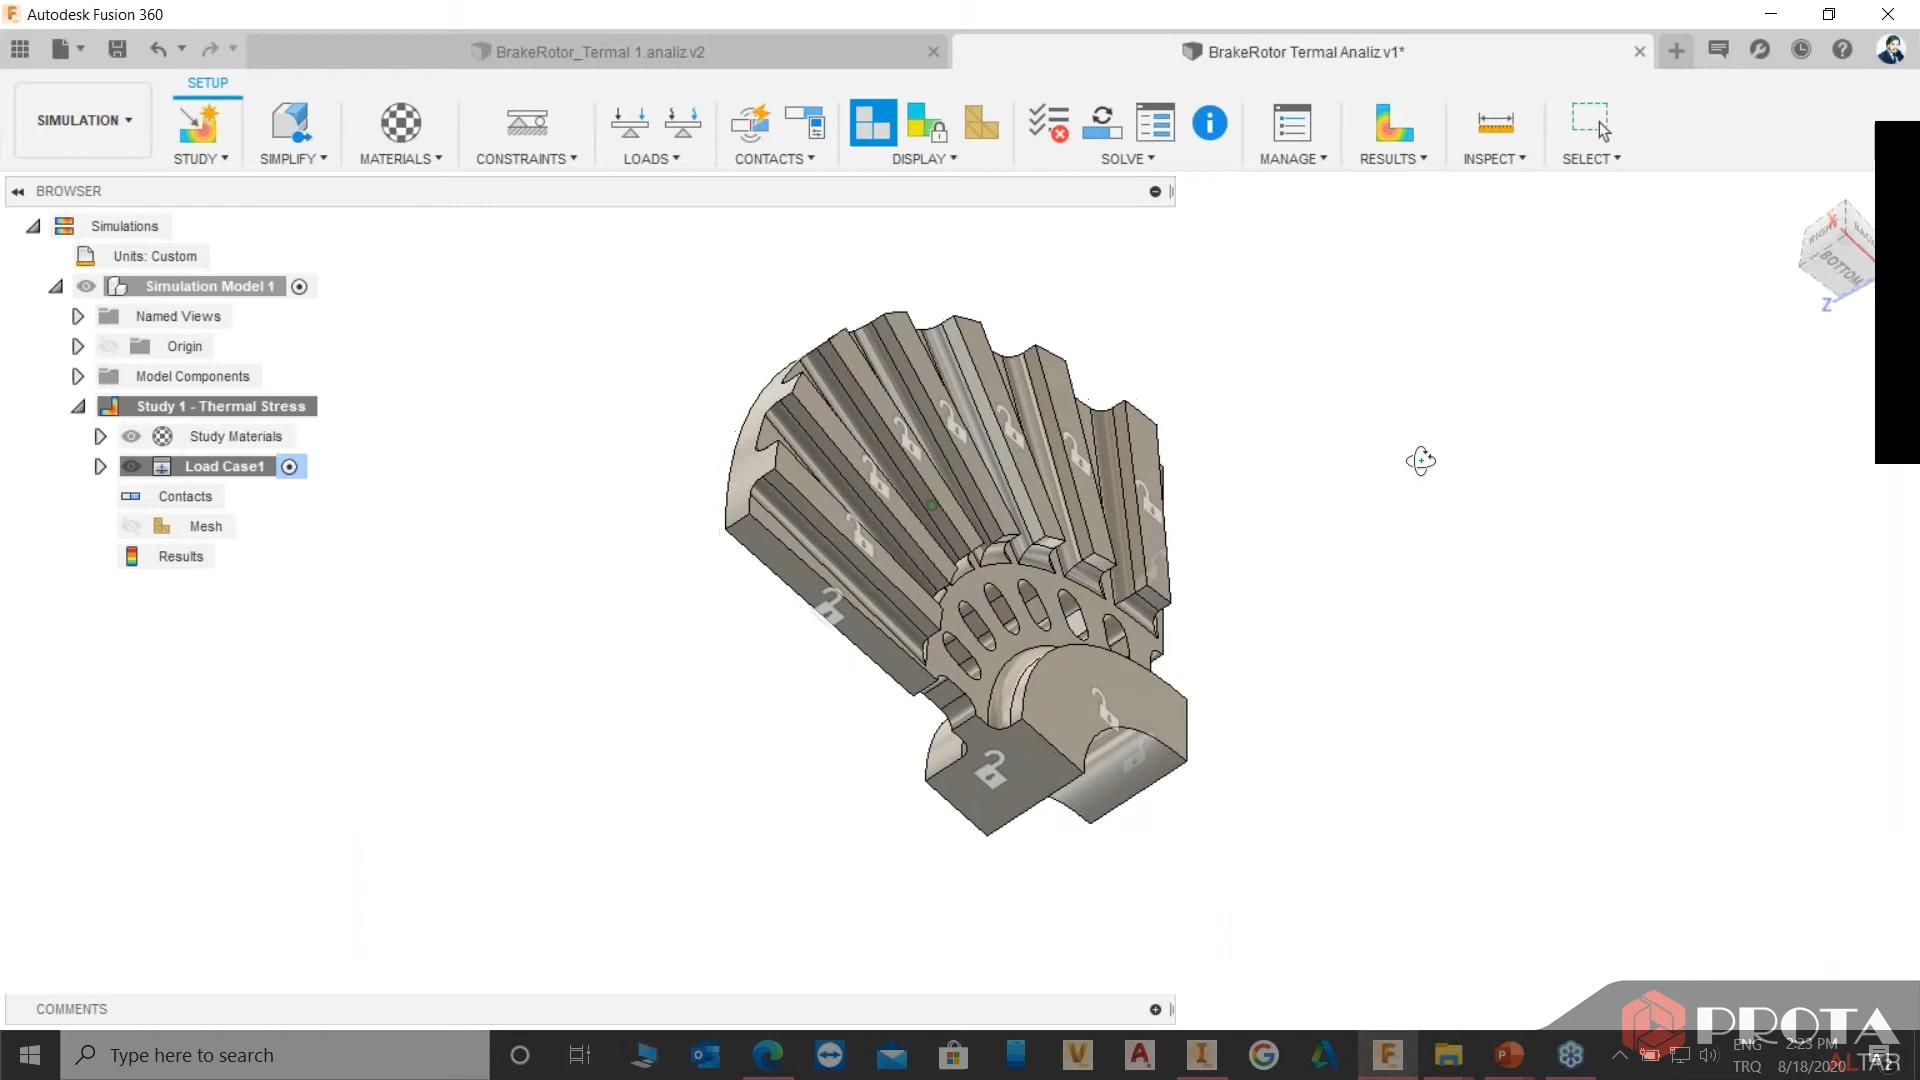 Autodesk Fusion 360
BrakeRotor_Termal 1.analiz v2
BrakeRotor Termal Analiz v1*
SETUP
SIMULATION
STUDY
SIMPLIFY
MATERIALS
CONSTRAINTS
LOADS
CONTACTS
DISPLAY
SOLVE
MANAGE
RESULTS
INSPECT
SELECT
BROWSER
Simulations
Units: Custom
Simulation Model 1
Named Views
Origin
Model Components
Study 1 - Thermal Stress
Study Materials
Load Case1
Contacts
Mesh
Results
X
BOTTOM
Z
COMMENTS
PROTA
ALTAR
Type here to search
ENG
TRQ
2:23 PM
8/18/2020